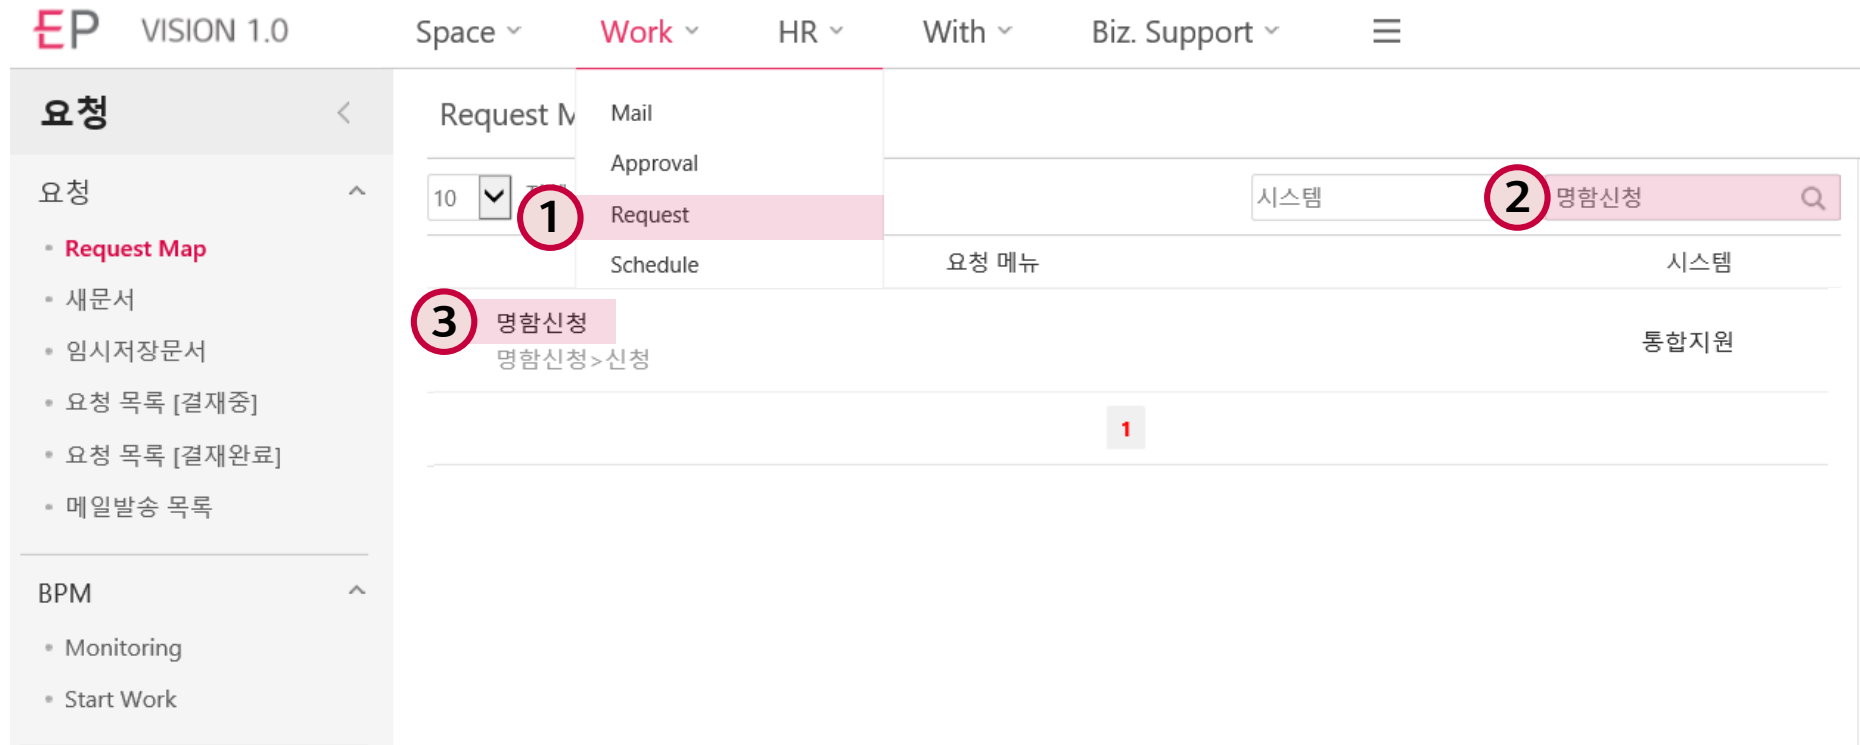 EP VISION 1.0 Space Work HR With Biz. Support
요청
요청
Request Map
새문서
임시저장문서
요청 목록 [결재중]
요청 목록 [결재완료]
메일발송 목록
BPM
Monitoring
Start Work
Request M
Mail
Approval
1 Request
Schedule
10
시스템 2 명함신청
요청 메뉴 시스템
3 명함신청
명함신청>신청
통합지원
1